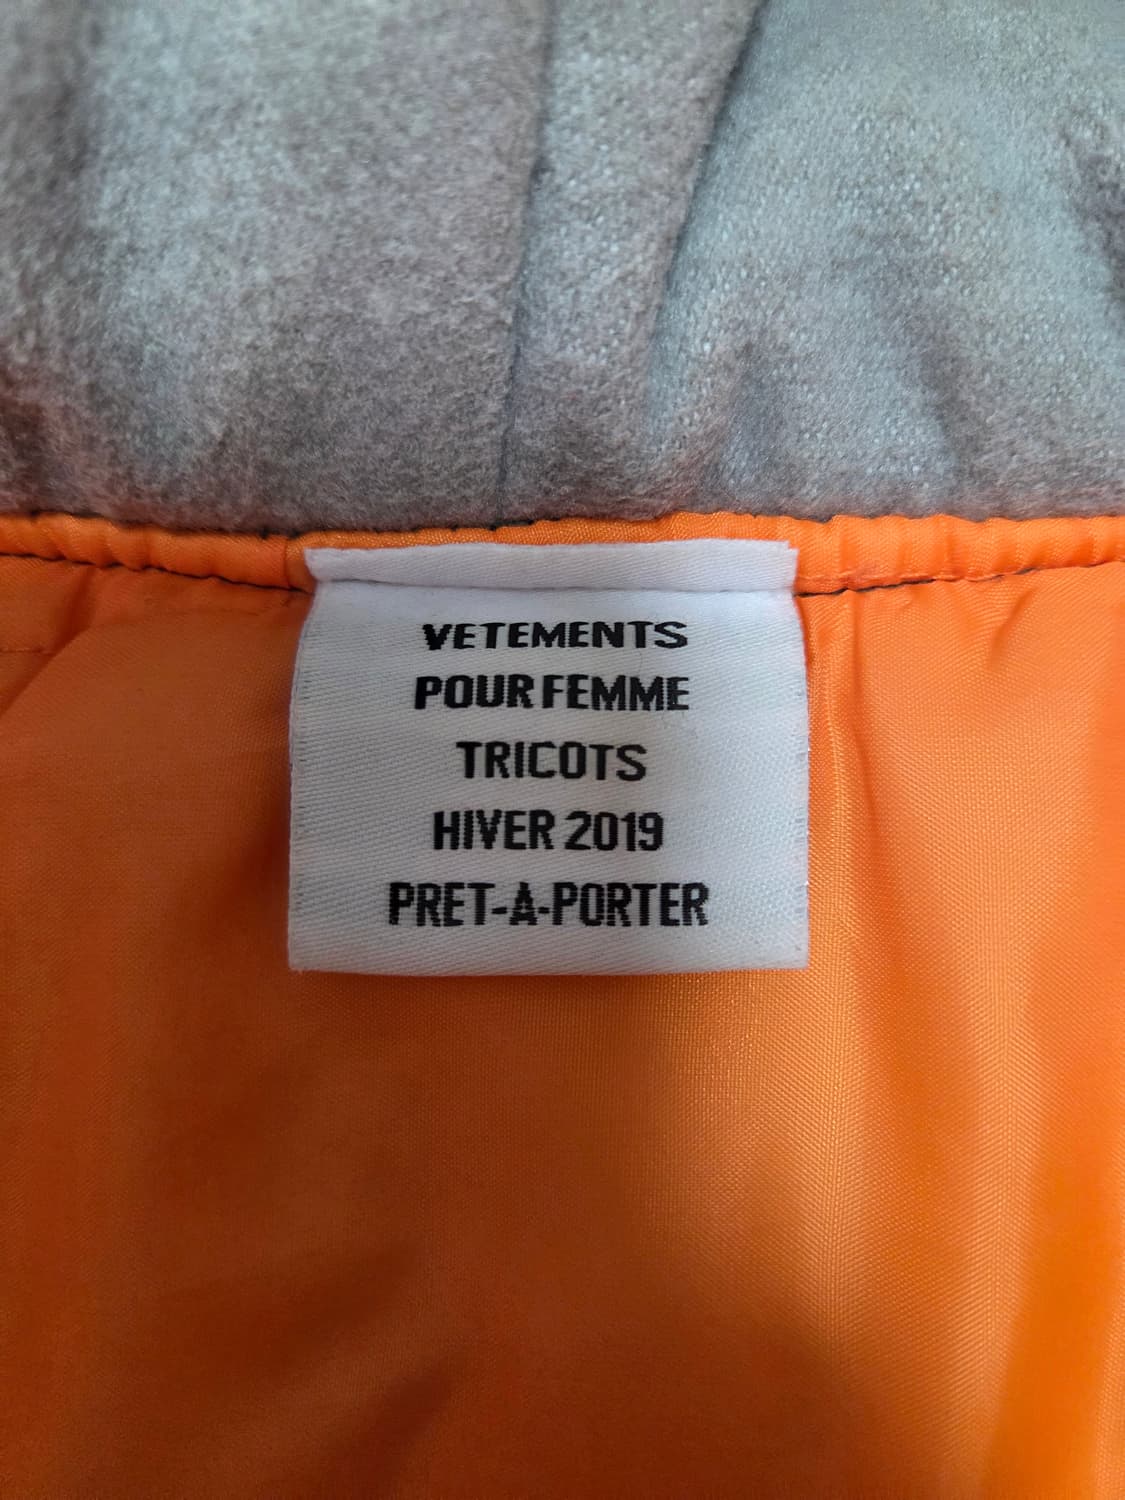 VETEMENTS
POUR FEMME
TRICOTS
HIVER 2019
PRET-A-PORTER